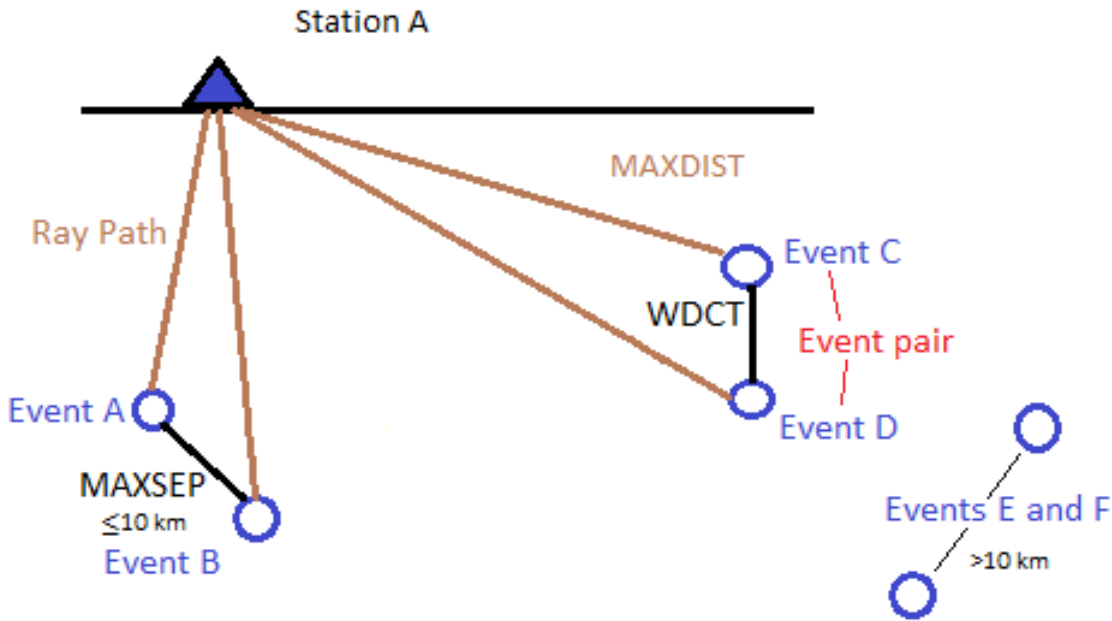 Station A
MAXDIST
Ray Path
Event C
WDCT
Event pair
Event A
Event D
MAXSEP
≤10 km
Events E and F
Event B
>10 km